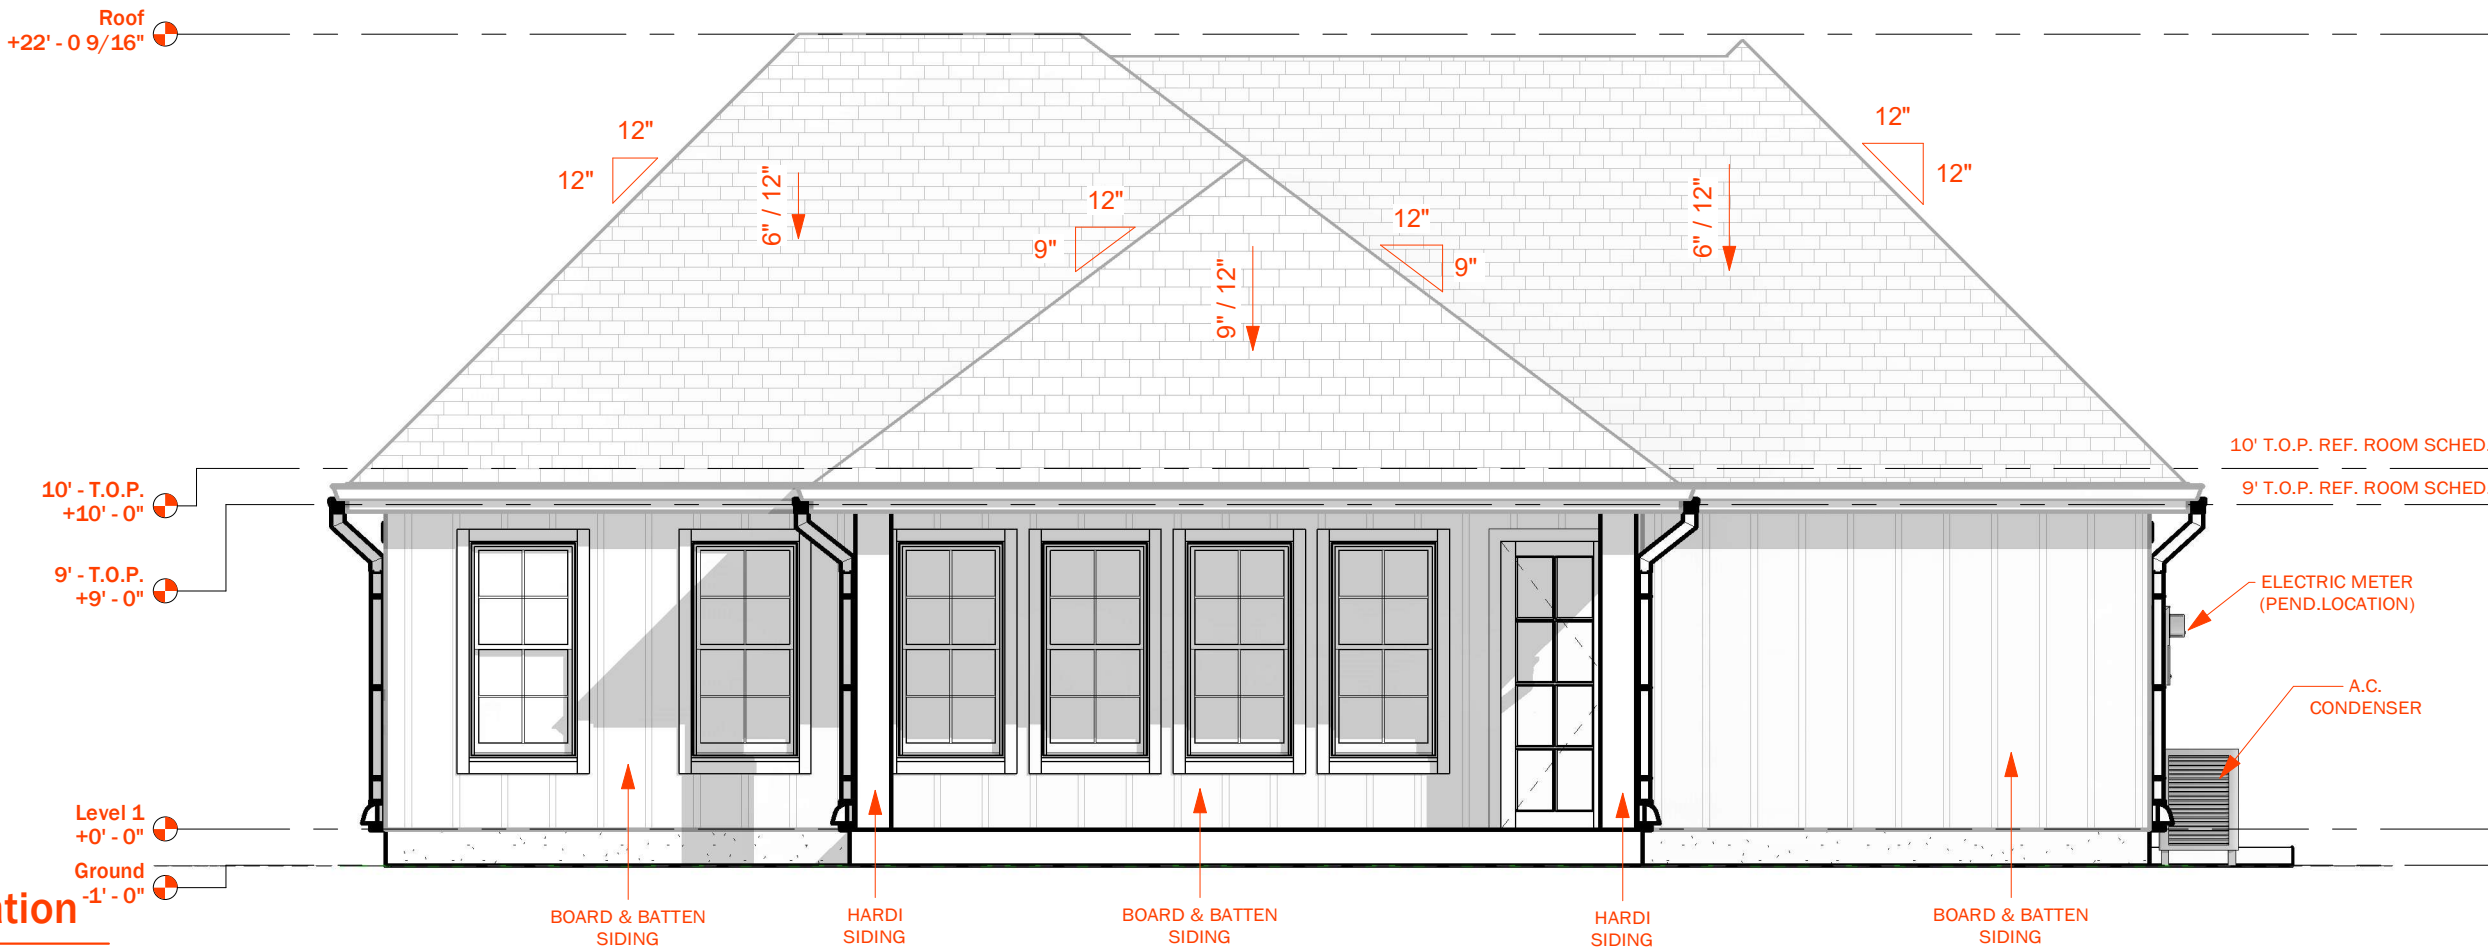 Roof
+22' - 0 9/16"
12"
12"
6" / 12"
12"
9"
9" / 12"
12"
9"
6" / 12"
12"
12"
10' T.O.P. REF. ROOM SCHED.
9' T.O.P. REF. ROOM SCHED.
10' - T.O.P.
+10' - 0"
9' - T.O.P.
+9' - 0"
ELECTRIC METER
(PEND.LOCATION)
A.C.
CONDENSER
Level 1
+0' - 0"
Ground
-1' - 0"
ation
BOARD & BATTEN
SIDING
HARDI
SIDING
BOARD & BATTEN
SIDING
HARDI
SIDING
BOARD & BATTEN
SIDING